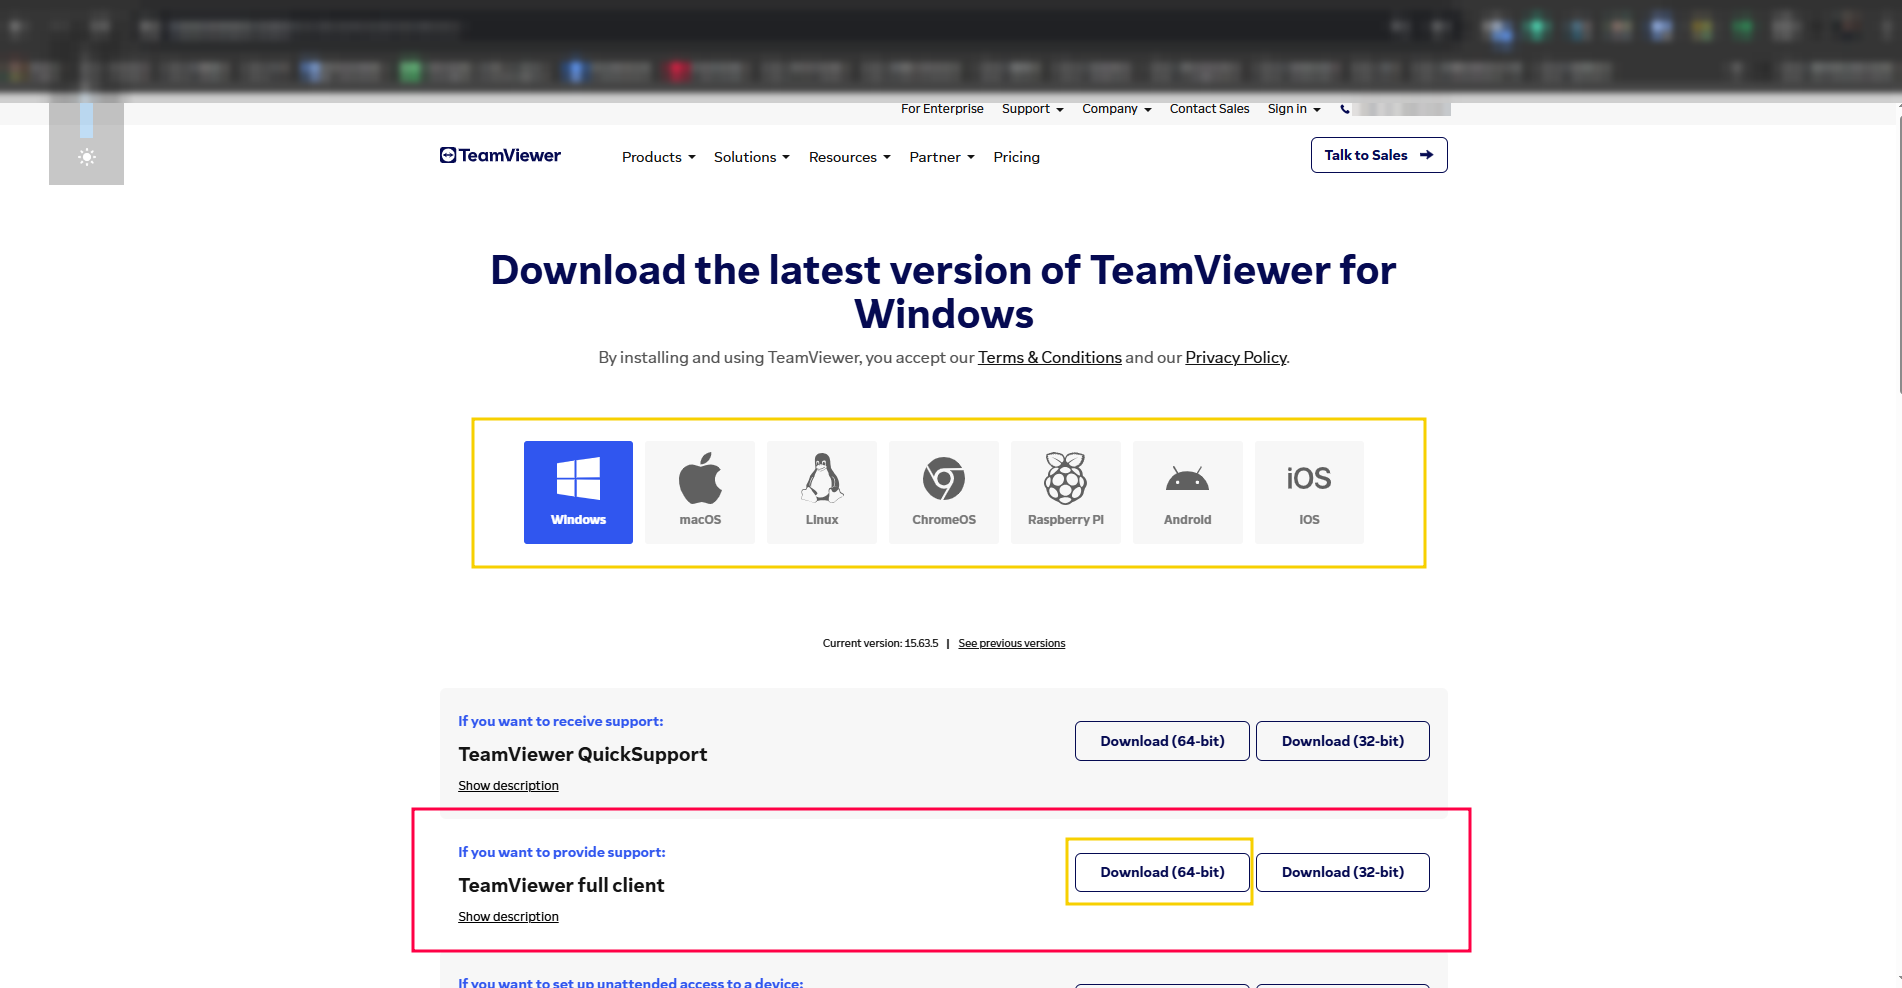 For Enterprise Support Company Contact Sales Sign in
TeamViewer Products Solutions Resources Partner Pricing Talk to Sales
Download the latest version of TeamViewer for
Windows
By installing and using TeamViewer, you accept our Terms & Conditions and our Privacy Policy.
iOS
Windows macOS Linux ChromeOS Raspberry Pi Android iOS
Current version: 15.63.5 | See previous versions
If you want to receive support:
TeamViewer QuickSupport
Download (64-bit) Download (32-bit)
Show description
If you want to provide support:
TeamViewer full client
Download (64-bit) Download (32-bit)
Show description
If you want to set up unattended access to a device: